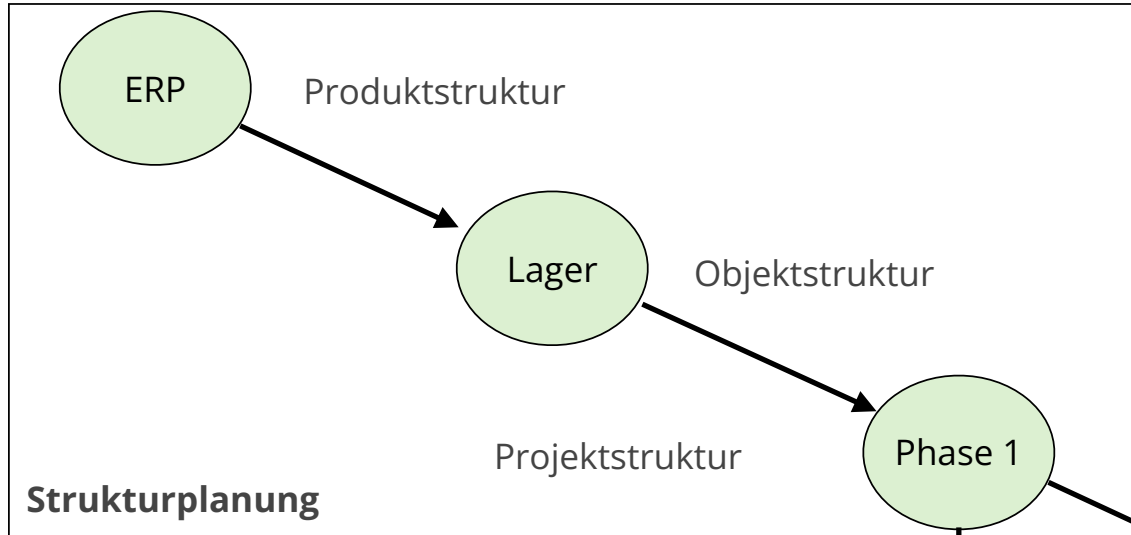 ERP
Produktstruktur
Lager
Objektstruktur
Projektstruktur
Phase 1
Strukturplanung